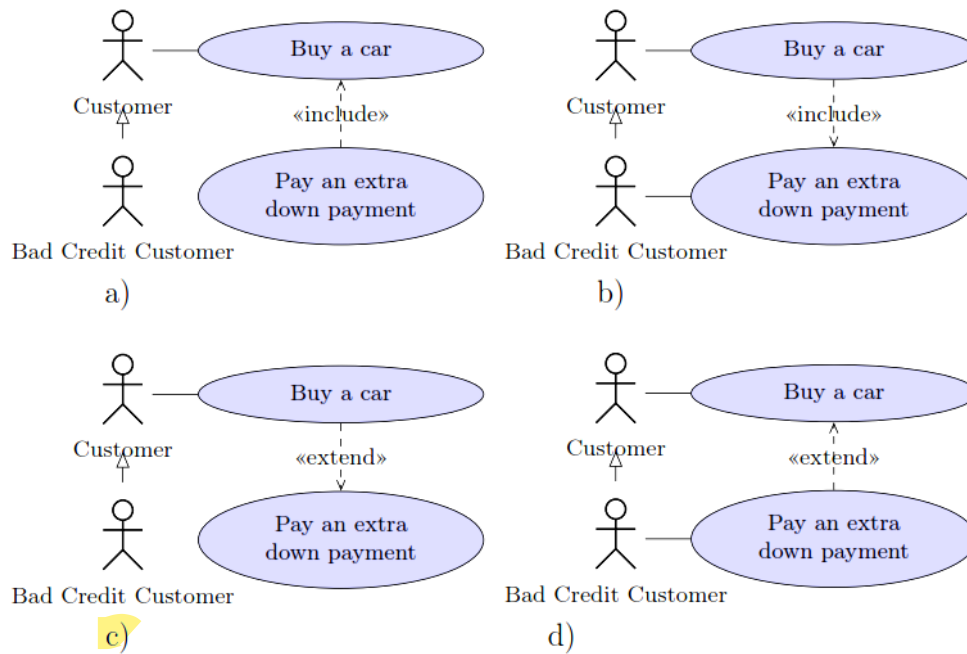 Buy a car
Customer
«include»
Pay an extra
down payment
Bad Credit Customer
a)
Buy a car
Customer
«include»
Pay an extra
down payment
Bad Credit Customer
b)
Buy a car
Customer
«extend»
Pay an extra
down payment
Bad Credit Customer
c)
Buy a car
Customer
«extend»
Pay an extra
down payment
Bad Credit Customer
d)